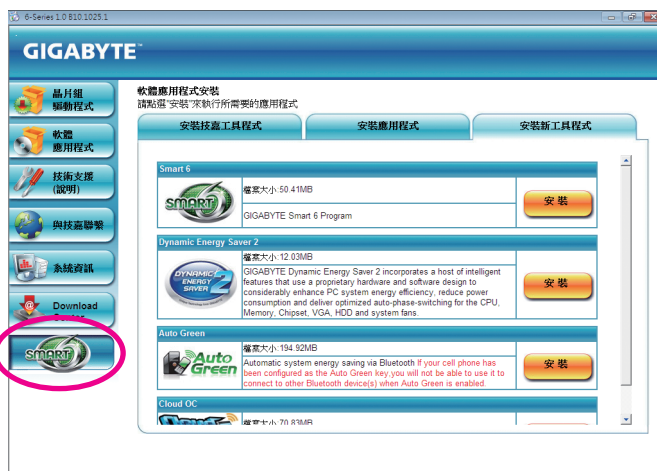 6-Series 1.0 B10.1025.1
GIGABYTE™
晶片組
驅動程式
軟體
應用程式
技術支援
(說明)
與技嘉聯繫
系統資訊
Download
SMART 6
軟體應用程式安裝
請點選"安裝"來執行所需要的應用程式
安裝技嘉工具程式
安裝應用程式
安裝新工具程式
Smart 6
SMART 6
檔案大小:50.41MB
GIGABYTE Smart 6 Program
安裝
Dynamic Energy Saver 2
DYNAMIC
ENERGY
SAVER 2
檔案大小:12.03MB
GIGABYTE Dynamic Energy Saver 2 incorporates a host of intelligent
features that use a proprietary hardware and software design to
considerably enhance PC system energy efficiency, reduce power
consumption and deliver optimized auto-phase-switching for the CPU,
Memory, Chipset, VGA, HDD and system fans.
安裝
Auto Green
Auto
Green
檔案大小:194.92MB
Automatic system energy saving via Bluetooth If your cell phone has
been configured as the Auto Green key,you will not be able to use it to
connect to other Bluetooth device(s) when Auto Green is enabled.
安裝
Cloud OC
檔案大小:70.83MB